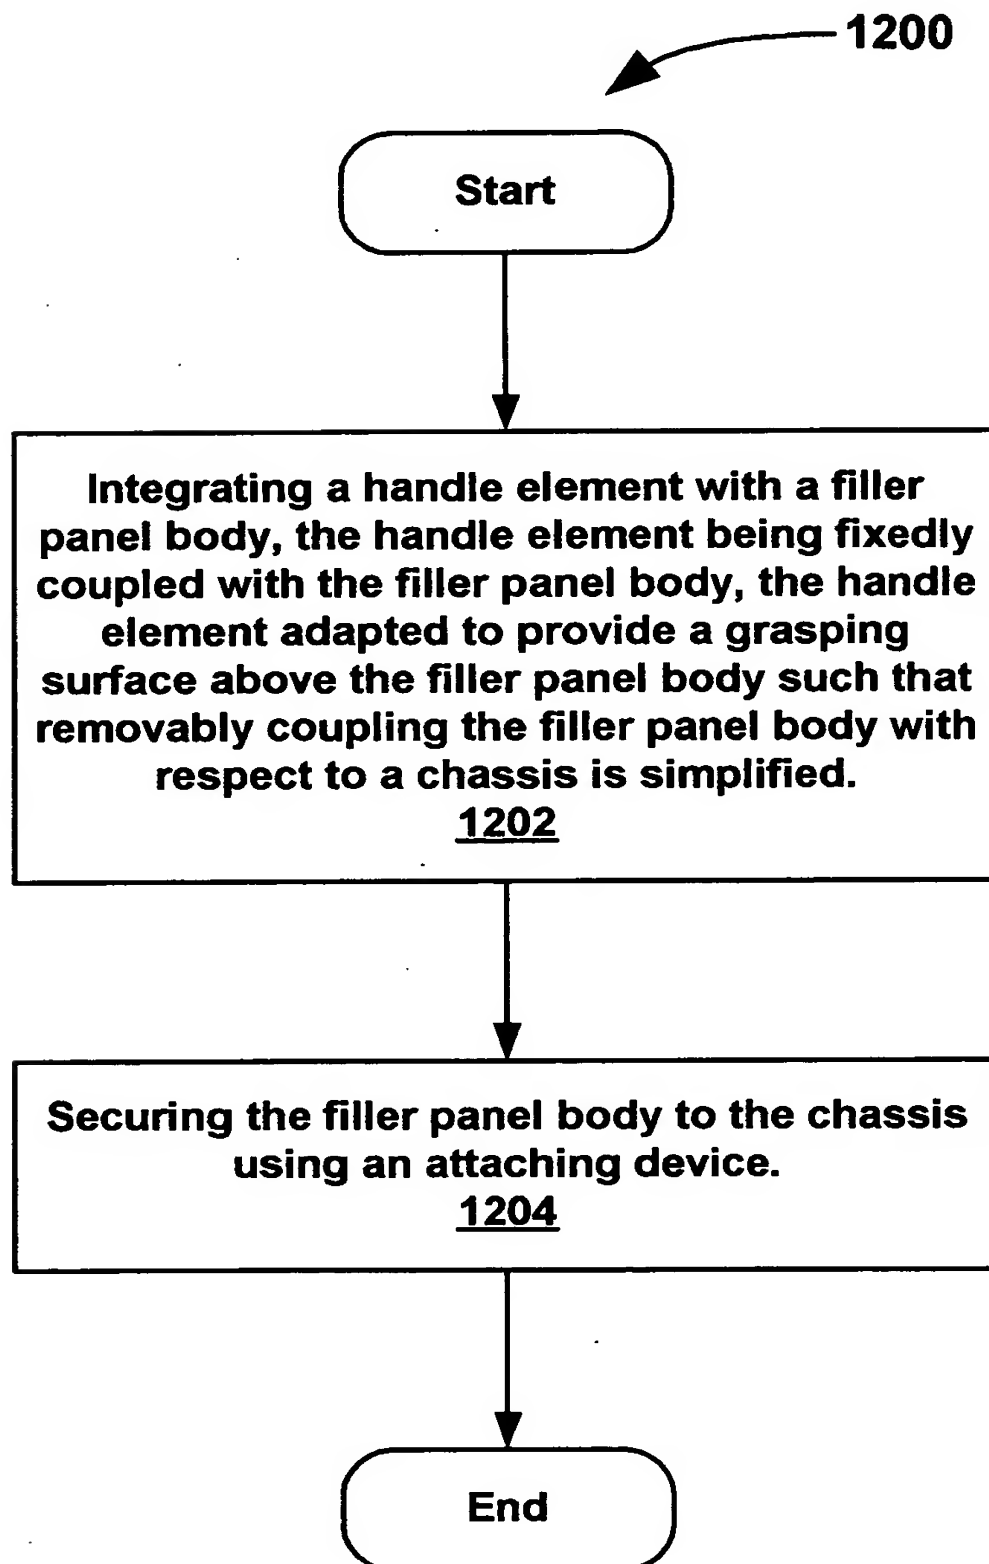 1200
Start
Integrating a handle element with a filler
panel body, the handle element being fixedly
coupled with the filler panel body, the handle
element adapted to provide a grasping
surface above the filler panel body such that
removably coupling the filler panel body with
respect to a chassis is simplified.
1202
Securing the filler panel body to the chassis
using an attaching device.
1204
End